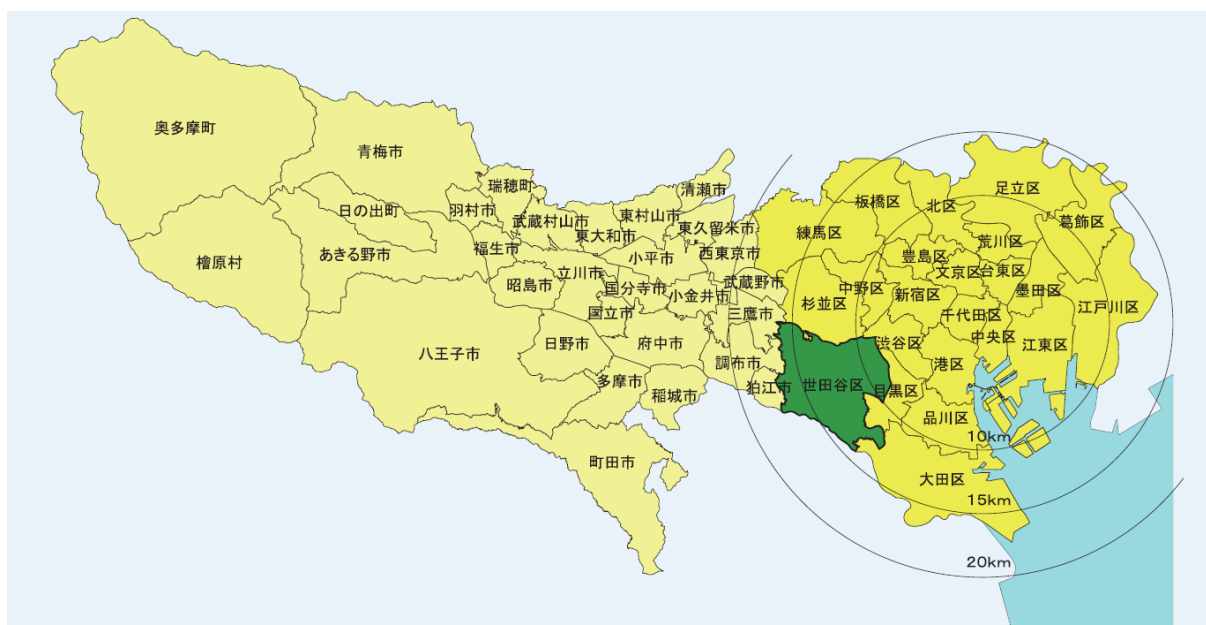 奥多摩町
青梅市
瑞穂町
清瀬市
日の出町
羽村市
武蔵村山市
東村山市
東大和市
東久留米市
檜原村
あきる野市
福生市
小平市
西東京市
昭島市
立川市
国分寺市
小金井市
武蔵野市
国立市
三鷹市
八王子市
日野市
府中市
調布市
多摩市
稲城市
狛江市
町田市
板橋区
北区
足立区
葛飾区
練馬区
荒川区
豊島区
文京区
台東区
中野区
新宿区
墨田区
杉並区
千代田区
江戸川区
渋谷区
中央区
江東区
港区
世田谷区
目黒区
品川区
10km
大田区
15km
20km